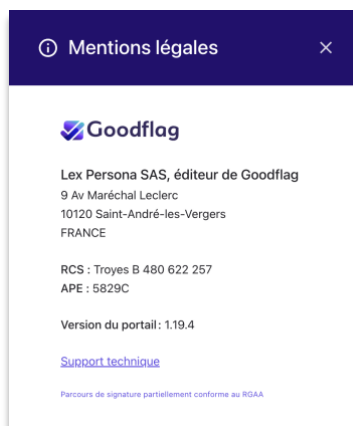 Mentions légales
Goodflag
Lex Persona SAS, éditeur de Goodflag
9 Av Maréchal Leclerc
10120 Saint-André-les-Vergers
FRANCE
RCS : Troyes B 480 622 257
APE : 5829C
Version du portail : 1.19.4
Support technique
Parcours de signature partiellement conforme au RGAA